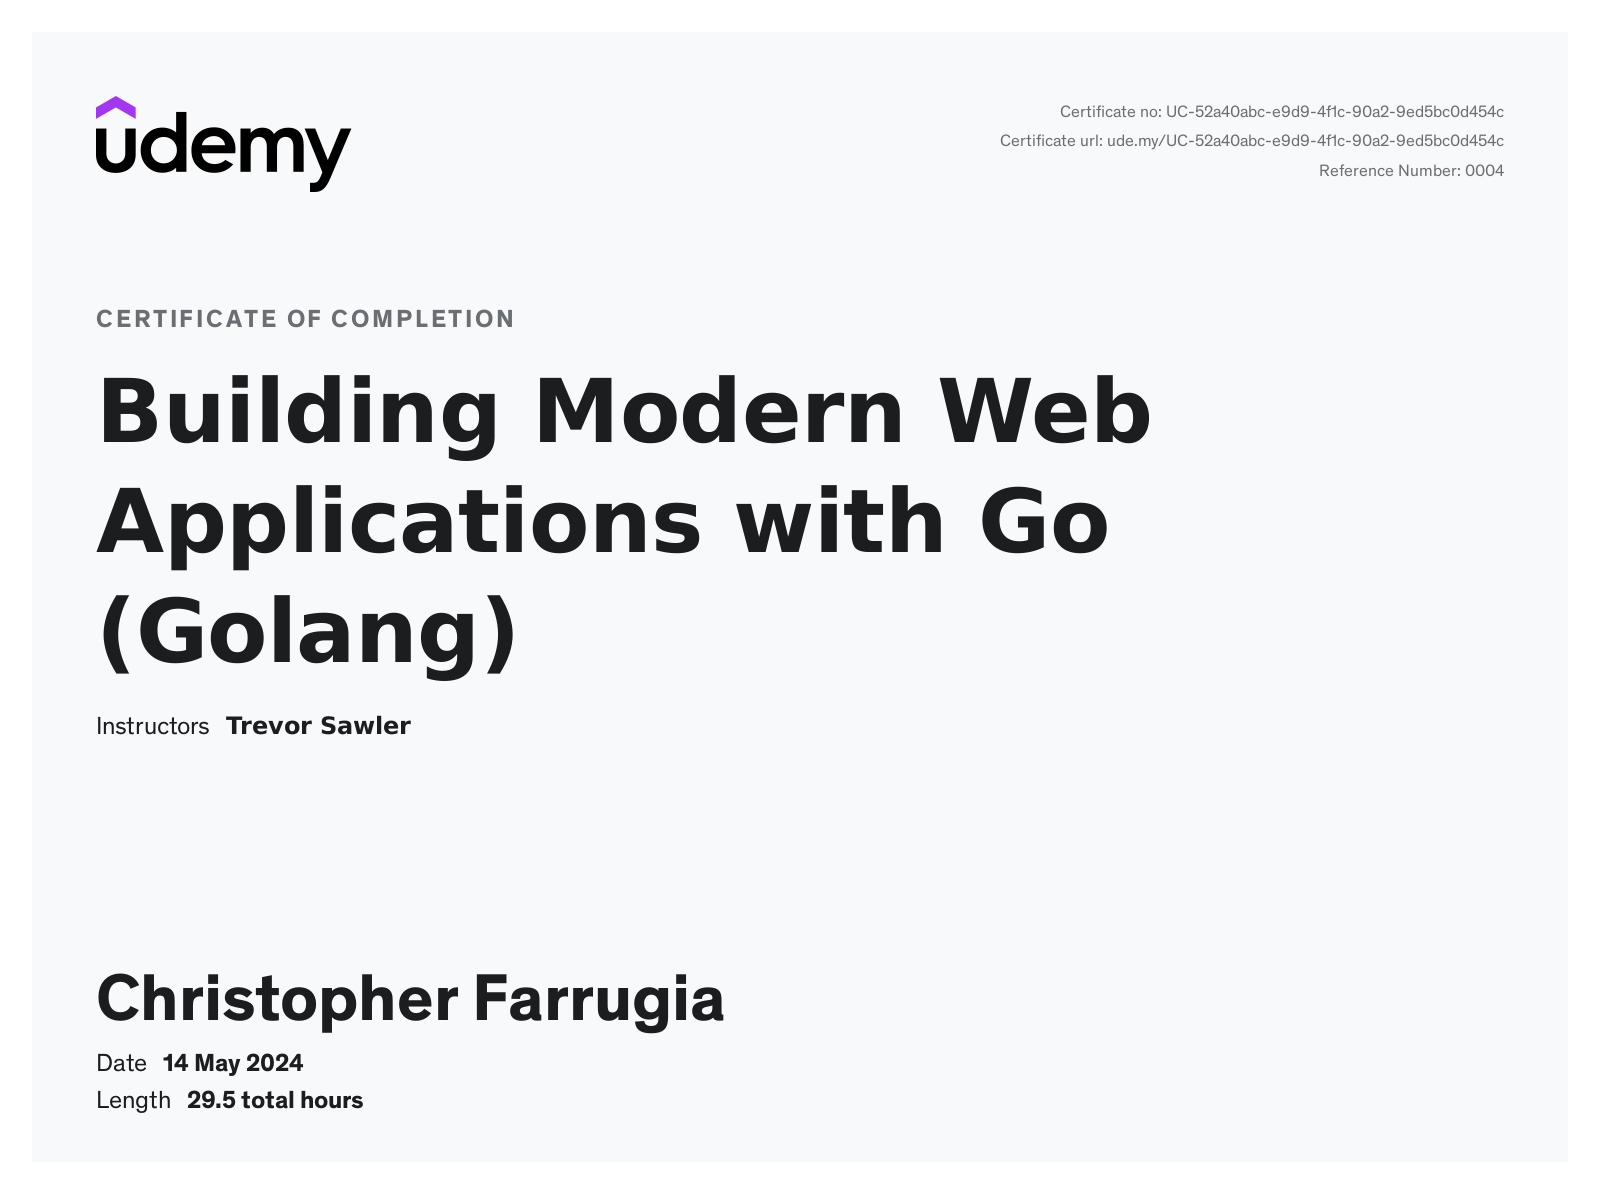 udemy
Certificate no: UC-52a40abc-e9d9-4f1c-90a2-9ed5bc0d454c
Certificate url: ude.my/UC-52a40abc-e9d9-4f1c-90a2-9ed5bc0d454c
Reference Number: 0004
CERTIFICATE OF COMPLETION
Building Modern Web
Applications with Go
(Golang)
Instructors Trevor Sawler
Christopher Farrugia
Date 14 May 2024
Length 29.5 total hours